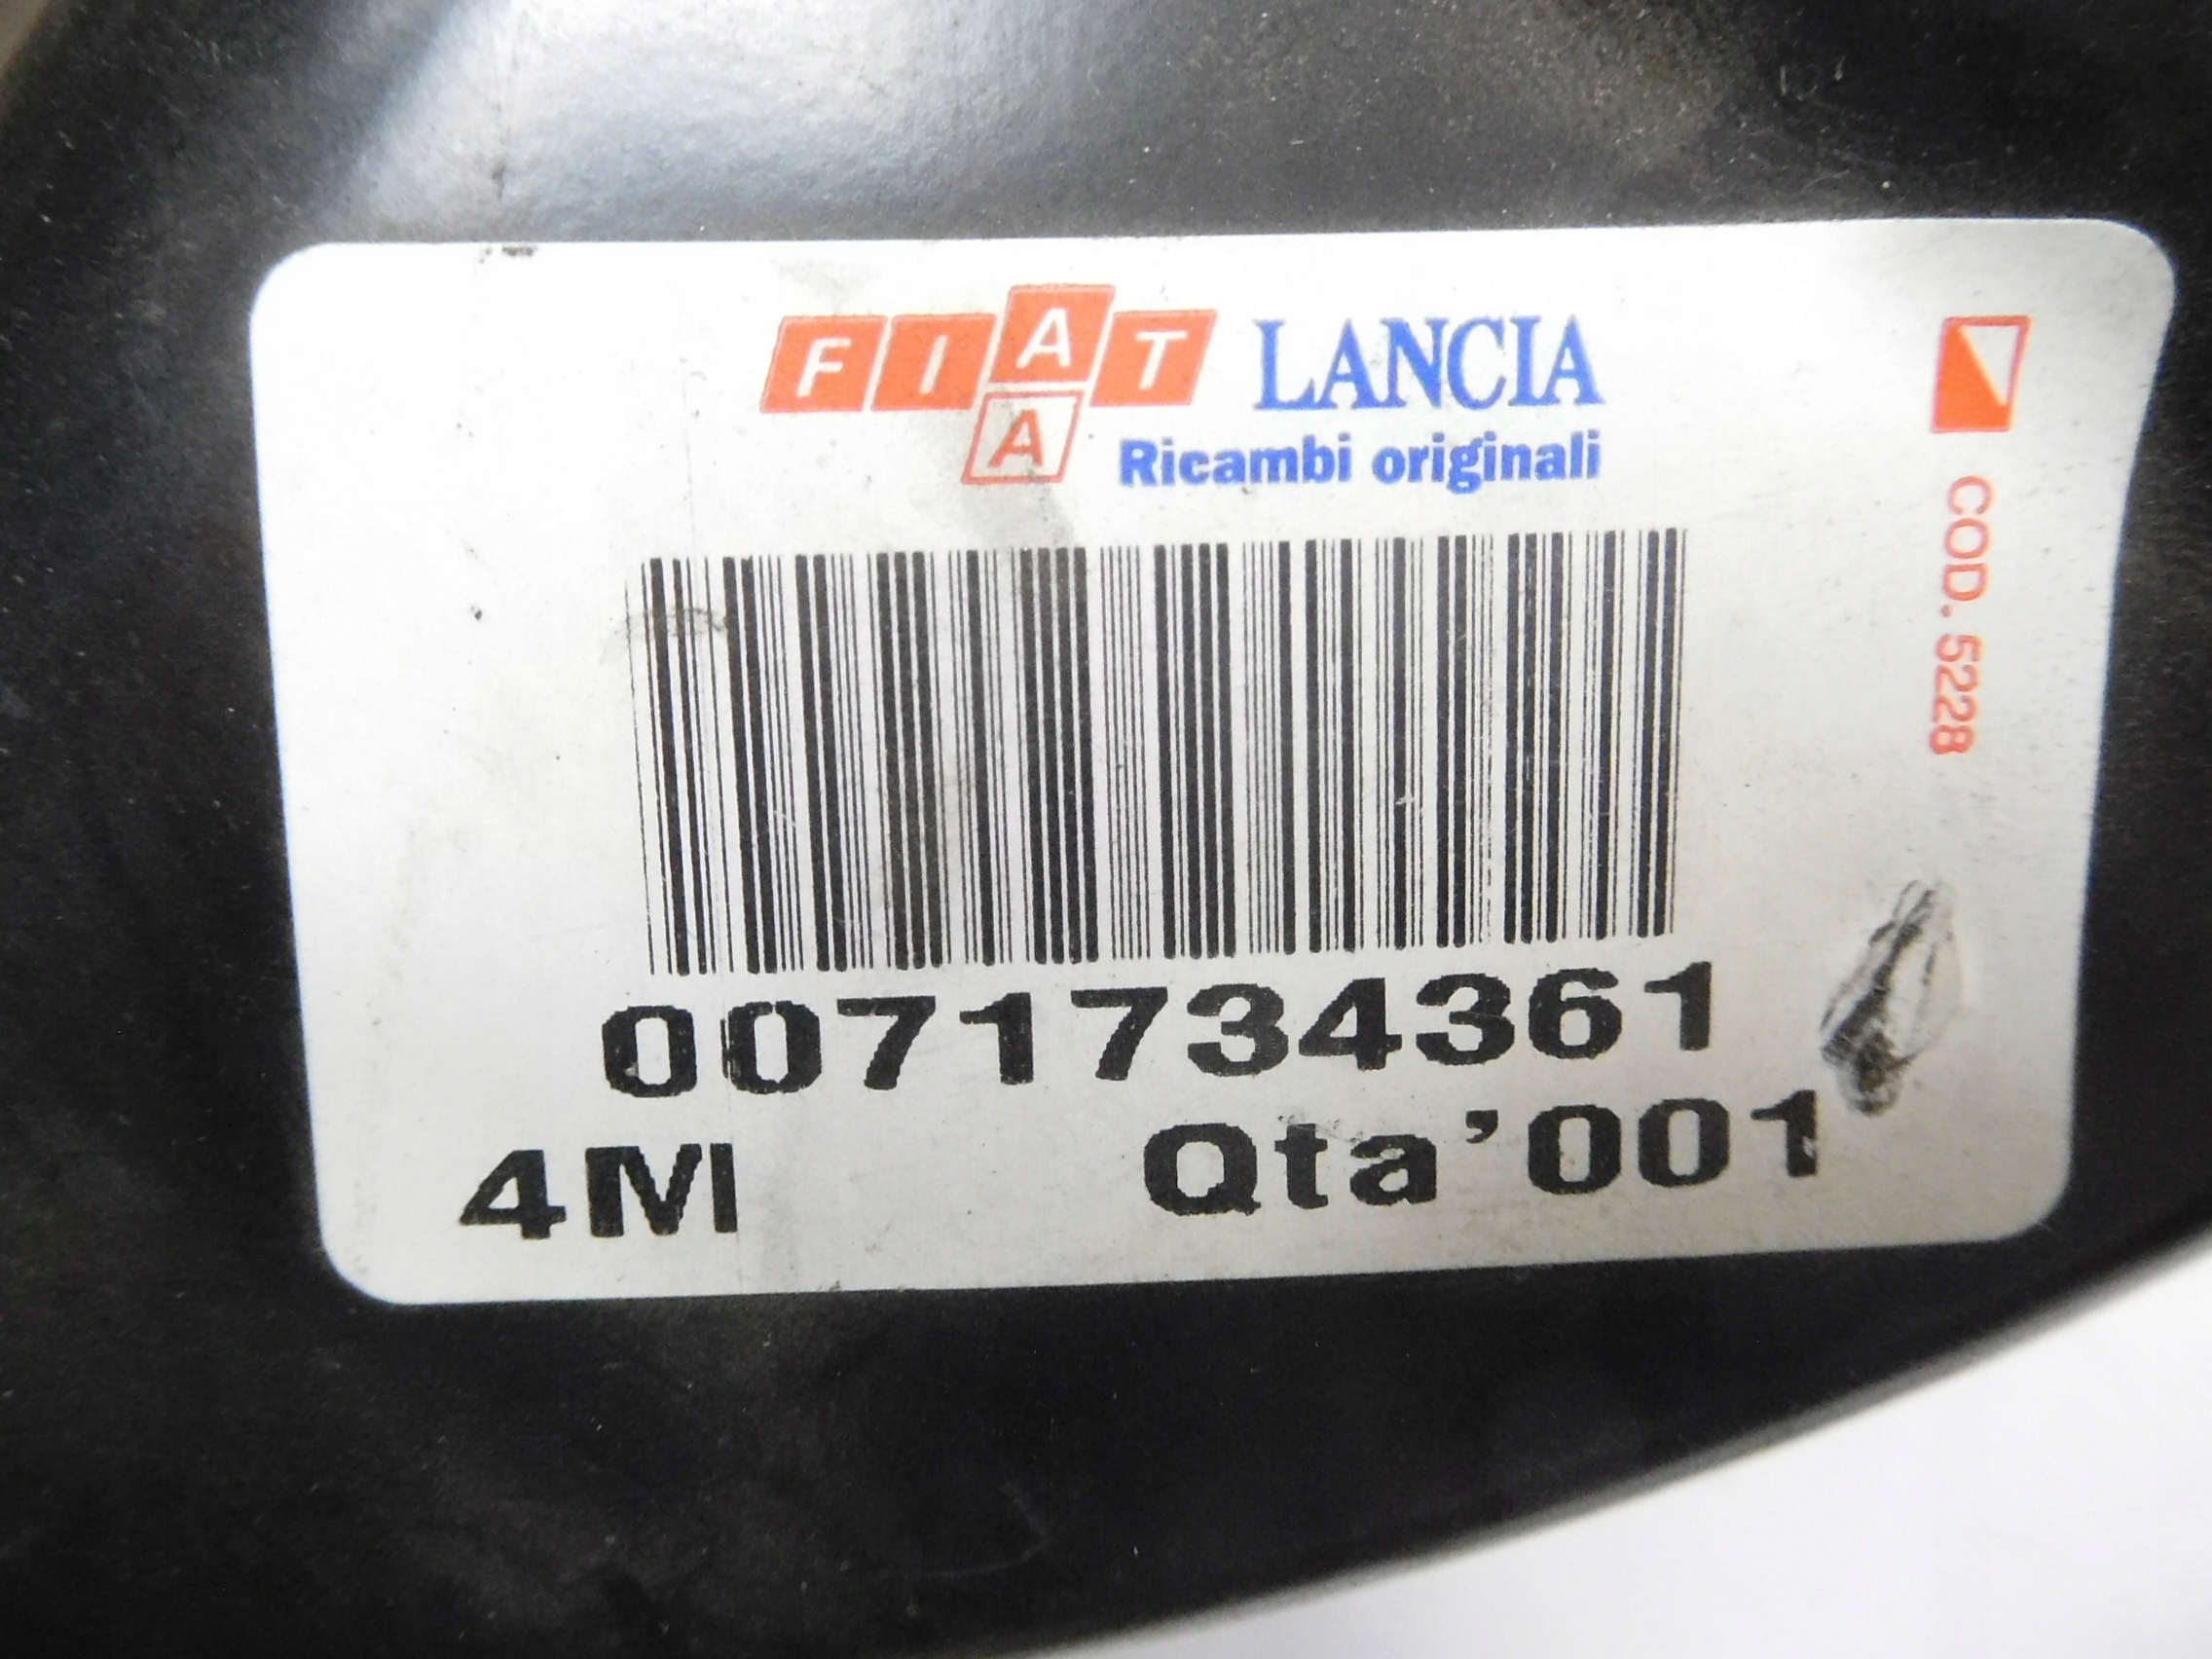 FIAT LANCIA
A
Ricambi originali
COD. 5228
0071734361
4M Qta'001